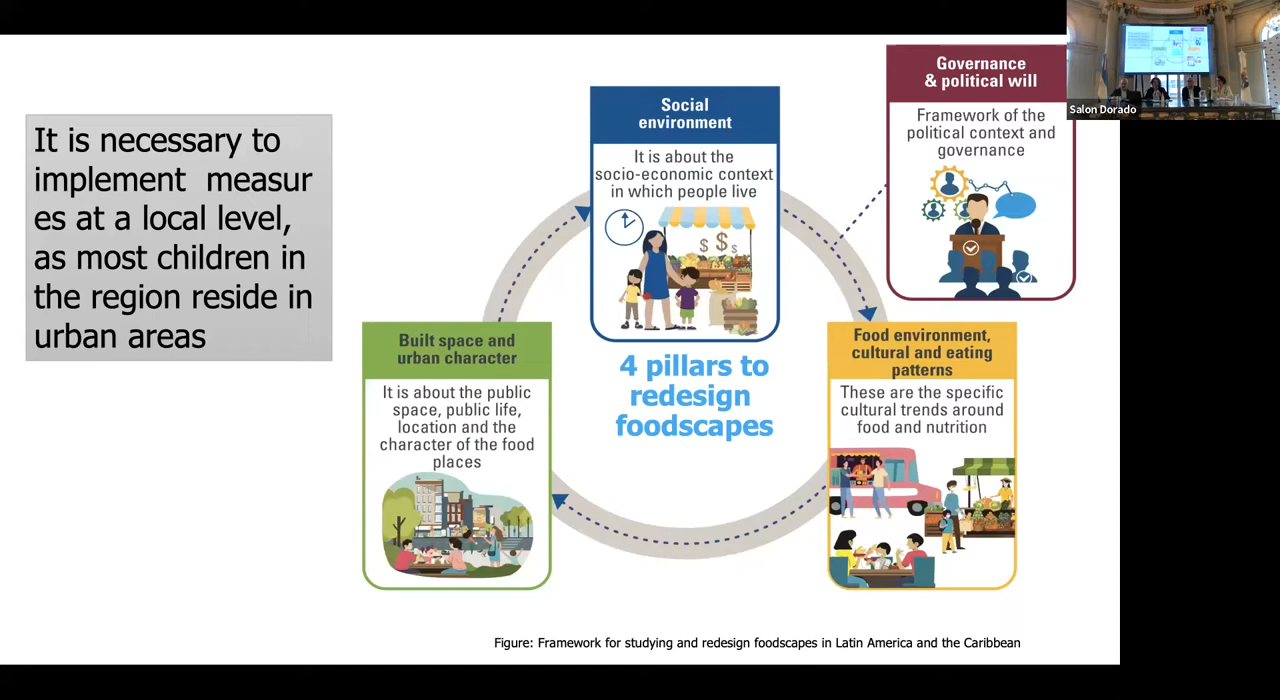 It is necessary to
implement  measur
es at a local level,
as most children in
the region reside in
urban areas
Social
environment
It is about the
socio-economic context
in which people live
$ $ $
Governance
& political will
Framework of the
political context and
governance
Salon Dorado
Built space and
urban character
It is about the public
space, public life,
location and the
character of the food
places
4 pillars to
redesign
foodscapes
Food environment,
cultural and eating
patterns
These are the specific
cultural trends around
food and nutrition
Figure: Framework for studying and redesign foodscapes in Latin America and the Caribbean